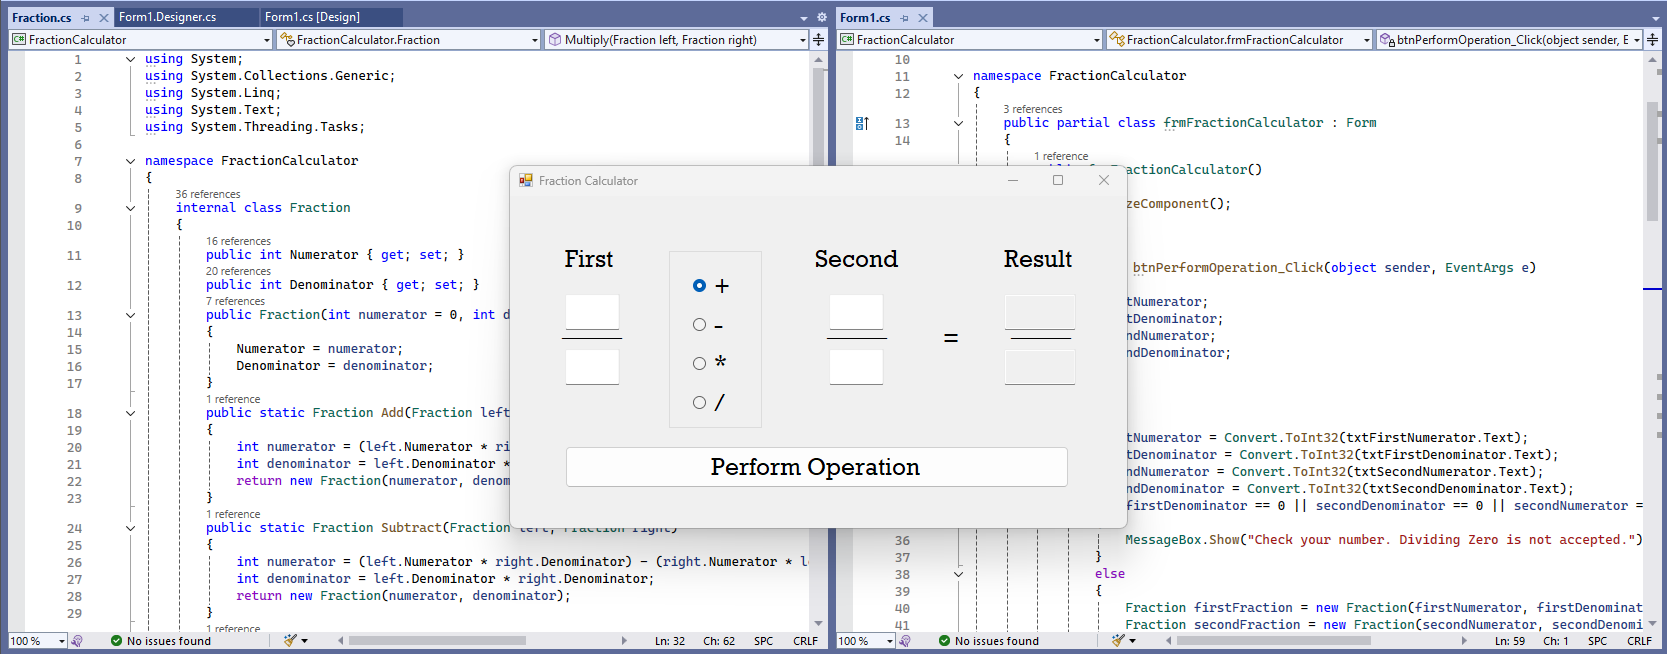 Fraction.cs
Form1.Designer.cs
Form1.cs [Design]
FractionCalculator
FractionCalculator.Fraction
Multiply(Fraction left, Fraction right)
1 using System;
2 using System.Collections.Generic;
3 using System.Linq;
4 using System.Text;
5 using System.Threading.Tasks;
6
7 namespace FractionCalculator
8 {
36 references
9 internal class Fraction
10 {
16 references
11 public int Numerator { get; set; }
20 references
12 public int Denominator { get; set; }
7 references
13 public Fraction(int numerator = 0, int d
14 {
15 Numerator = numerator;
16 Denominator = denominator;
17 }
1 reference
18 public static Fraction Add(Fraction left
19 {
20 int numerator = (left.Numerator * ri
21 int denominator = left.Denominator *
22 return new Fraction(numerator, denom
23 }
1 reference
24 public static Fraction Subtract(Fraction left, Fraction right)
25 {
26 int numerator = (left.Numerator * right.Denominator) - (right.Numerator * l
27 int denominator = left.Denominator * right.Denominator;
28 return new Fraction(numerator, denominator);
29 }
1 reference
100 %
No issues found
Ln: 32
Ch: 62
SPC
CRLF
Fraction Calculator
First
+
-
*
/
Second
=
Result
Perform Operation
Form1.cs
FractionCalculator
FractionCalculator.frmFractionCalculator
btnPerformOperation_Click(object sender, E
10
11 namespace FractionCalculator
12 {
3 references
13 public partial class frmFractionCalculator : Form
14 {
1 reference
actionCalculator()
zeComponent();
btnPerformOperation_Click(object sender, EventArgs e)
tNumerator;
tDenominator;
ndNumerator;
ndDenominator;
tNumerator = Convert.ToInt32(txtFirstNumerator.Text);
tDenominator = Convert.ToInt32(txtFirstDenominator.Text);
ndNumerator = Convert.ToInt32(txtSecondNumerator.Text);
ndDenominator = Convert.ToInt32(txtSecondDenominator.Text);
firstDenominator == 0 || secondDenominator == 0 || secondNumerator =
36 MessageBox.Show("Check your number. Dividing Zero is not accepted.")
37 }
38 else
39 {
40 Fraction firstFraction = new Fraction(firstNumerator, firstDenominat
41 Fraction secondFraction = new Fraction(secondNumerator, secondDenomi
100 %
No issues found
Ln: 59
Ch: 1
SPC
CRLF